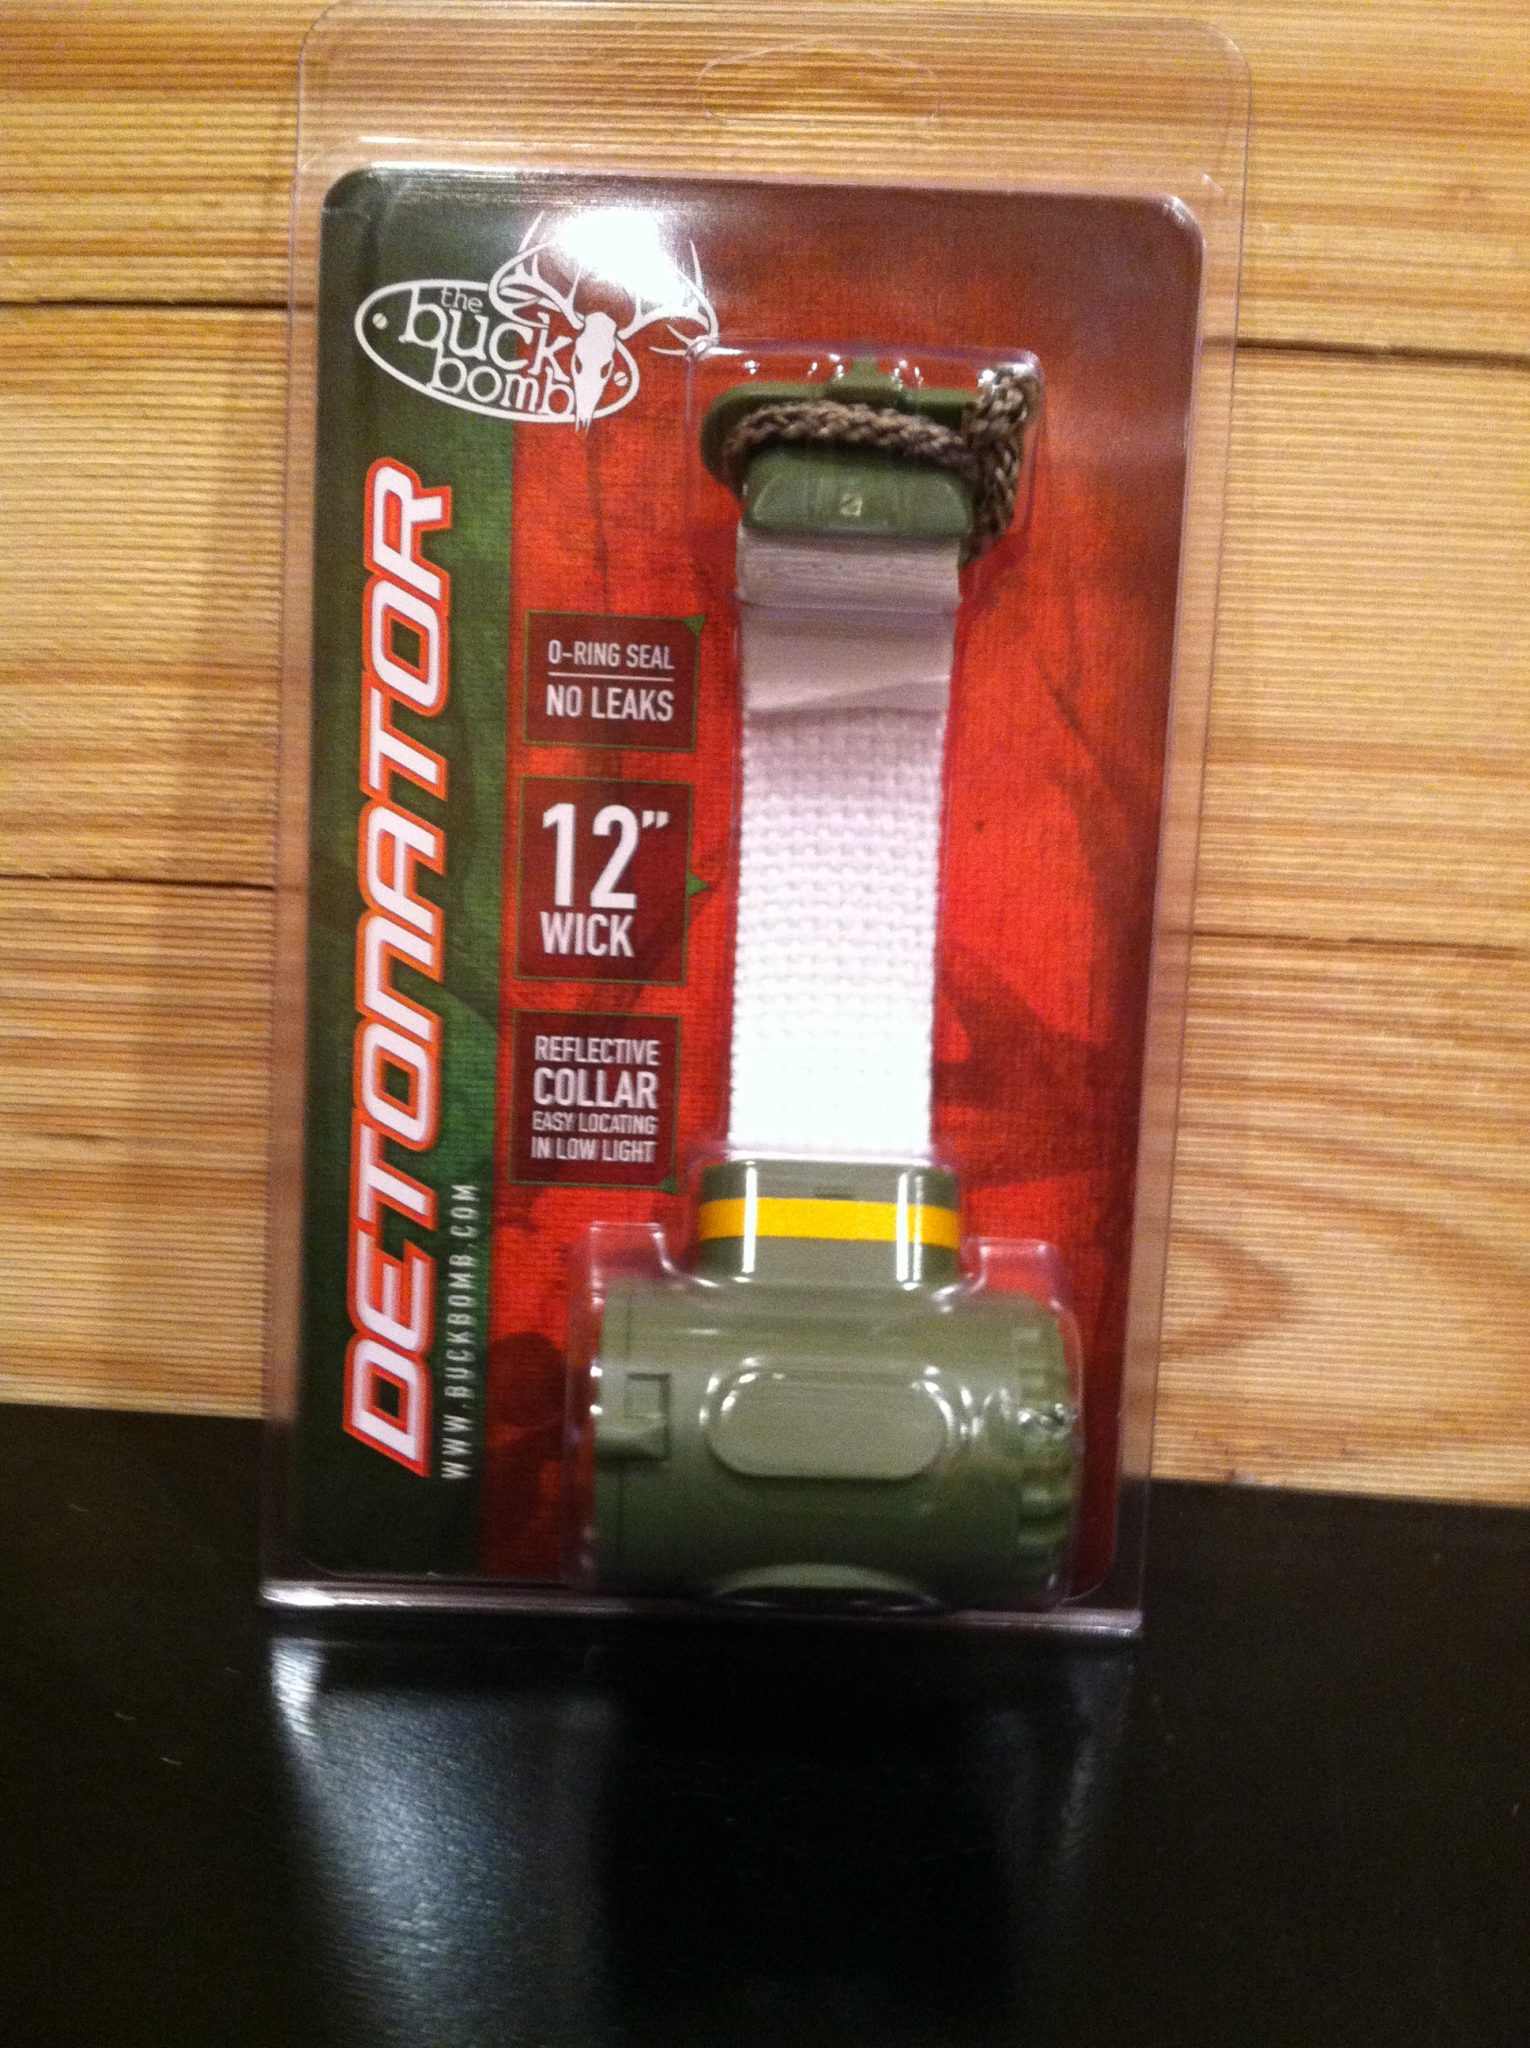 the
buck
bomb
DETONATOR
WWW.BUCKBOMB.COM
O-RING SEAL
NO LEAKS
12"
WICK
REFLECTIVE
COLLAR
EASY LOCATING
IN LOW LIGHT